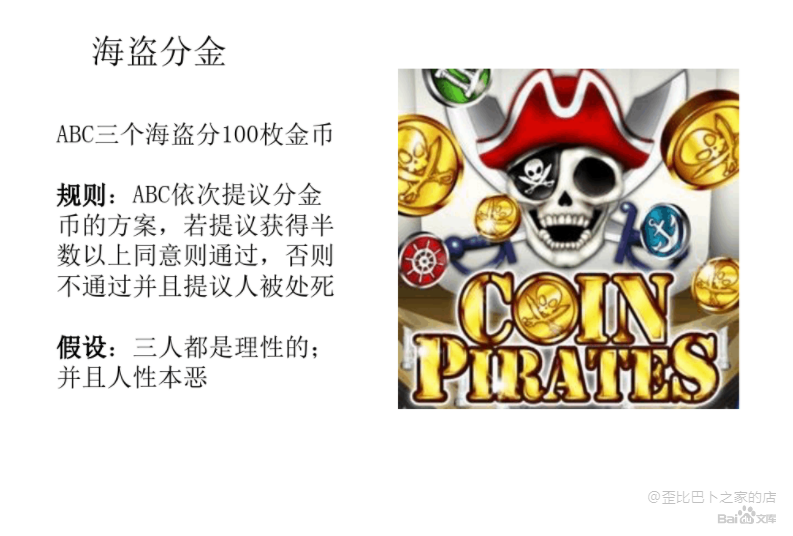 海盗分金
ABC三个海盗分100枚金币
规则：ABC依次提议分金
币的方案，若提议获得半
数以上同意则通过，否则
不通过并且提议人被处死
假设：三人都是理性的；
并且人性本恶
COIN
PIRATES
@歪比巴卜之家的店
Bai du文库